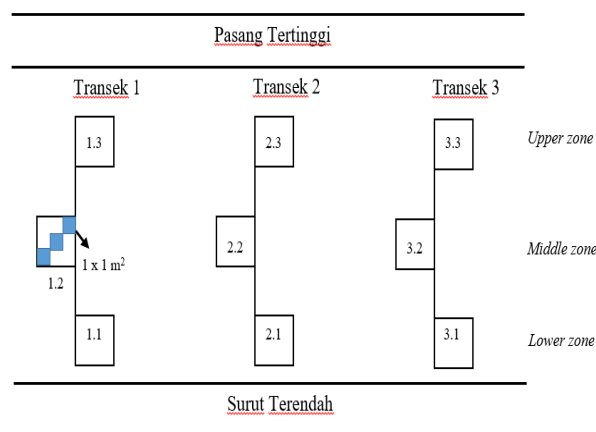 Pasang Tertinggi
Transek 1
Transek 2
Transek 3
1.3
2.3
3.3
Upper zone
2.2
3.2
Middle zone
1 x 1 m²
1.2
1.1
2.1
3.1
Lower zone
Surut Terendah